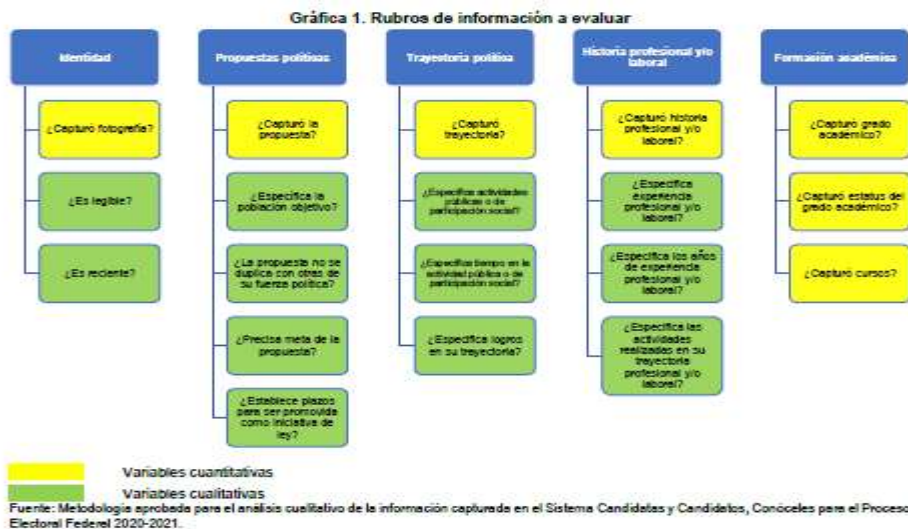 Gráfica 1. Rubros de información a evaluar
Identidad
¿Capturó fotografía?
¿Es legible?
¿Es reciente?
Propuestas políticas
¿Capturó la
propuesta?
¿Especifica la
población objetivo?
¿La propuesta no se
duplica con otras de
su fuerza política?
¿Precisa meta de la
propuesta?
¿Establece plazos
para ser promovida
como iniciativa de
ley?
Trayectoria política
¿Capturó
trayectoria?
¿Especifica actividades
públicas o de
participación social?
¿Especifica tiempo en la
actividad pública o de
participación social?
¿Especifica logros
en su trayectoria?
Historia profesional y/o
laboral
¿Capturó historia
profesional y/o
laboral?
¿Especifica
experiencia
profesional y/o
laboral?
¿Especifica los años
de experiencia
profesional y/o
laboral?
¿Especifica las
actividades
realizadas en su
trayectoria
profesional y/o
laboral?
Formación académica
¿Capturó grado
académico?
¿Capturó estatus del
grado académico?
¿Capturó cursos?
Variables cuantitativas
Variables cualitativas
Fuente: Metodología aprobada para el análisis cualitativo de la información capturada en el Sistema Candidatas y Candidatos, Conóceles para el Proceso
Electoral Federal 2020-2021.